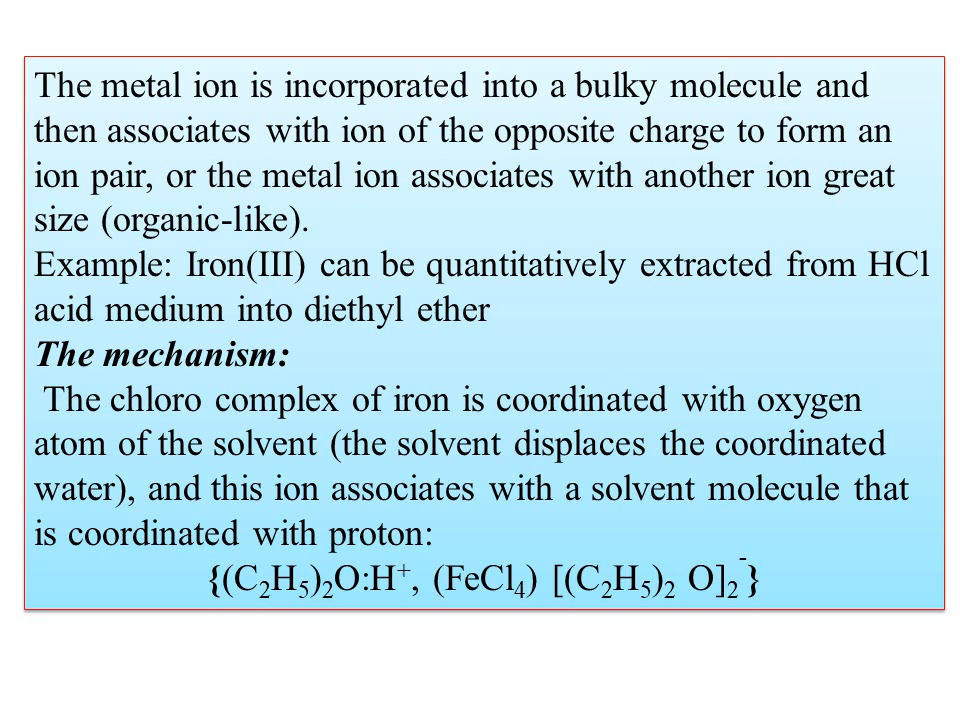 The metal ion is incorporated into a bulky molecule and
then associates with ion of the opposite charge to form an
ion pair, or the metal ion associates with another ion great
size (organic-like).
Example: Iron(III) can be quantitatively extracted from HCl
acid medium into diethyl ether
The mechanism:
The chloro complex of iron is coordinated with oxygen
atom of the solvent (the solvent displaces the coordinated
water), and this ion associates with a solvent molecule that
is coordinated with proton:
{(C₂H₅)₂O:H⁺, (FeCl₄) [(C₂H₅)₂ O]₂⁻}